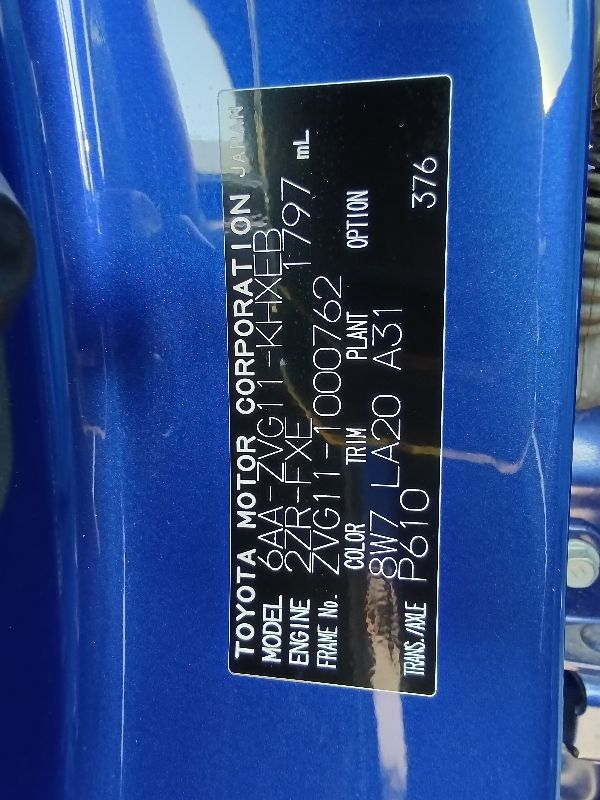 TOYOTA MOTOR CORPORATION JAPAN
MODEL 6AA-ZVG11-KHXEB
ENGINE 2ZR-FXE 1797 mL
FRAME No. ZVG11-1000762
COLOR TRIM PLANT OPTION
8W7 LA20 A31
TRANS./AXLE P610 376